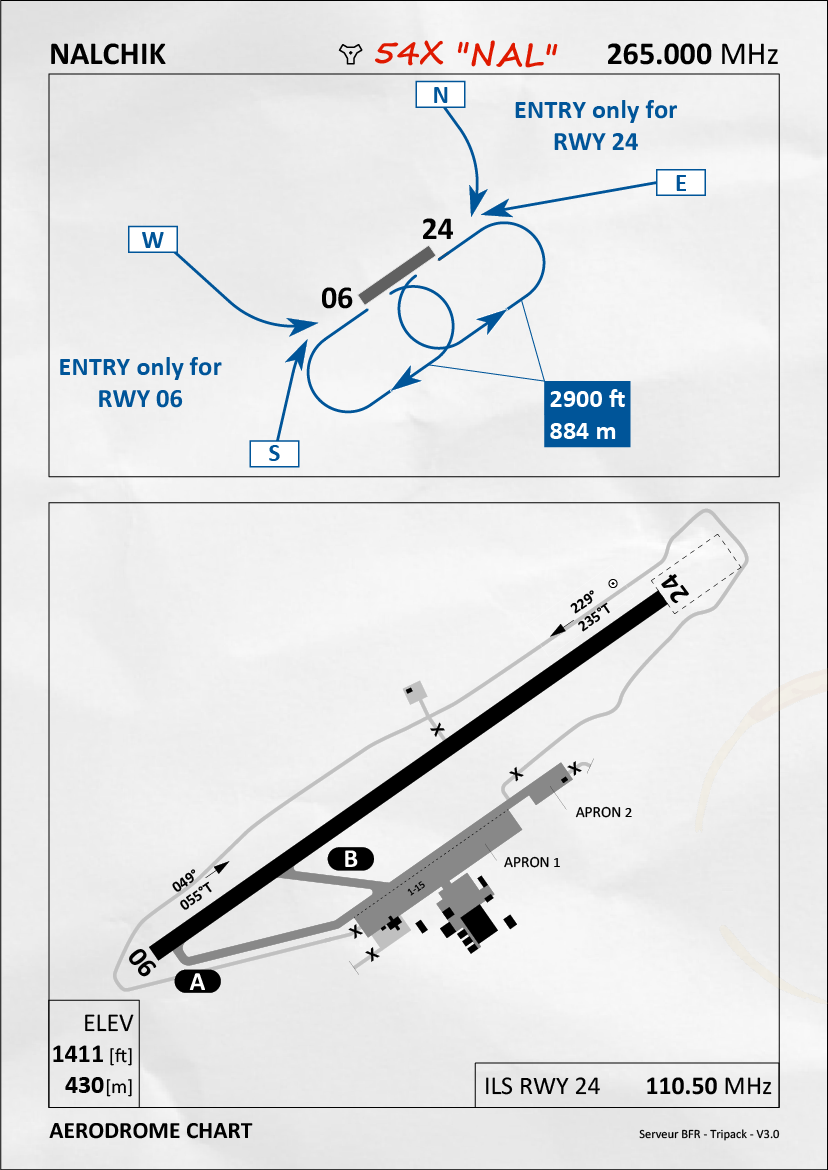 NALCHIK 54X "NAL" 265.000 MHz
N
ENTRY only for
RWY 24
E
W
24
06
ENTRY only for
RWY 06
2900 ft
884 m
S
24
229°
235°T
X
X
X
APRON 2
B
APRON 1
049°
055°T
1-15
X
X
06
A
ELEV
1411 [ft]
430[m]
ILS RWY 24 110.50 MHz
AERODROME CHART
Serveur BFR - Tripack - V3.0